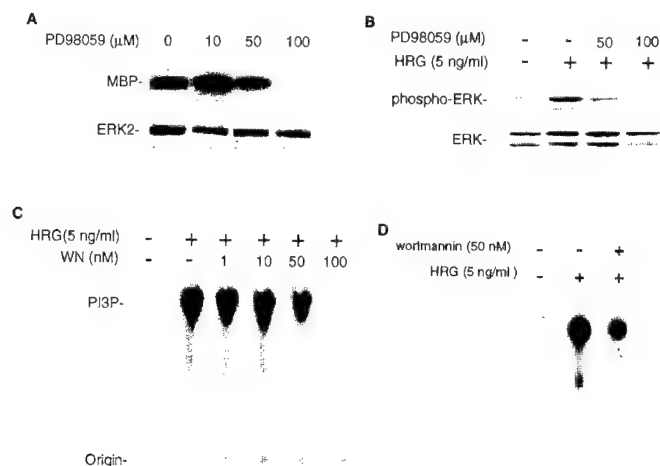 A
PD98059 (μM) 0 10 50 100
MBP-
ERK2-
B
PD98059 (μM) - - 50 100
HRG (5 ng/ml) - + + +
phospho-ERK-
ERK-
C
HRG(5 ng/ml) - + + + + +
WN (nM) - - 1 10 50 100
PI3P-
Origin-
D
wortmannin (50 nM) - - +
HRG (5 ng/ml ) - + +